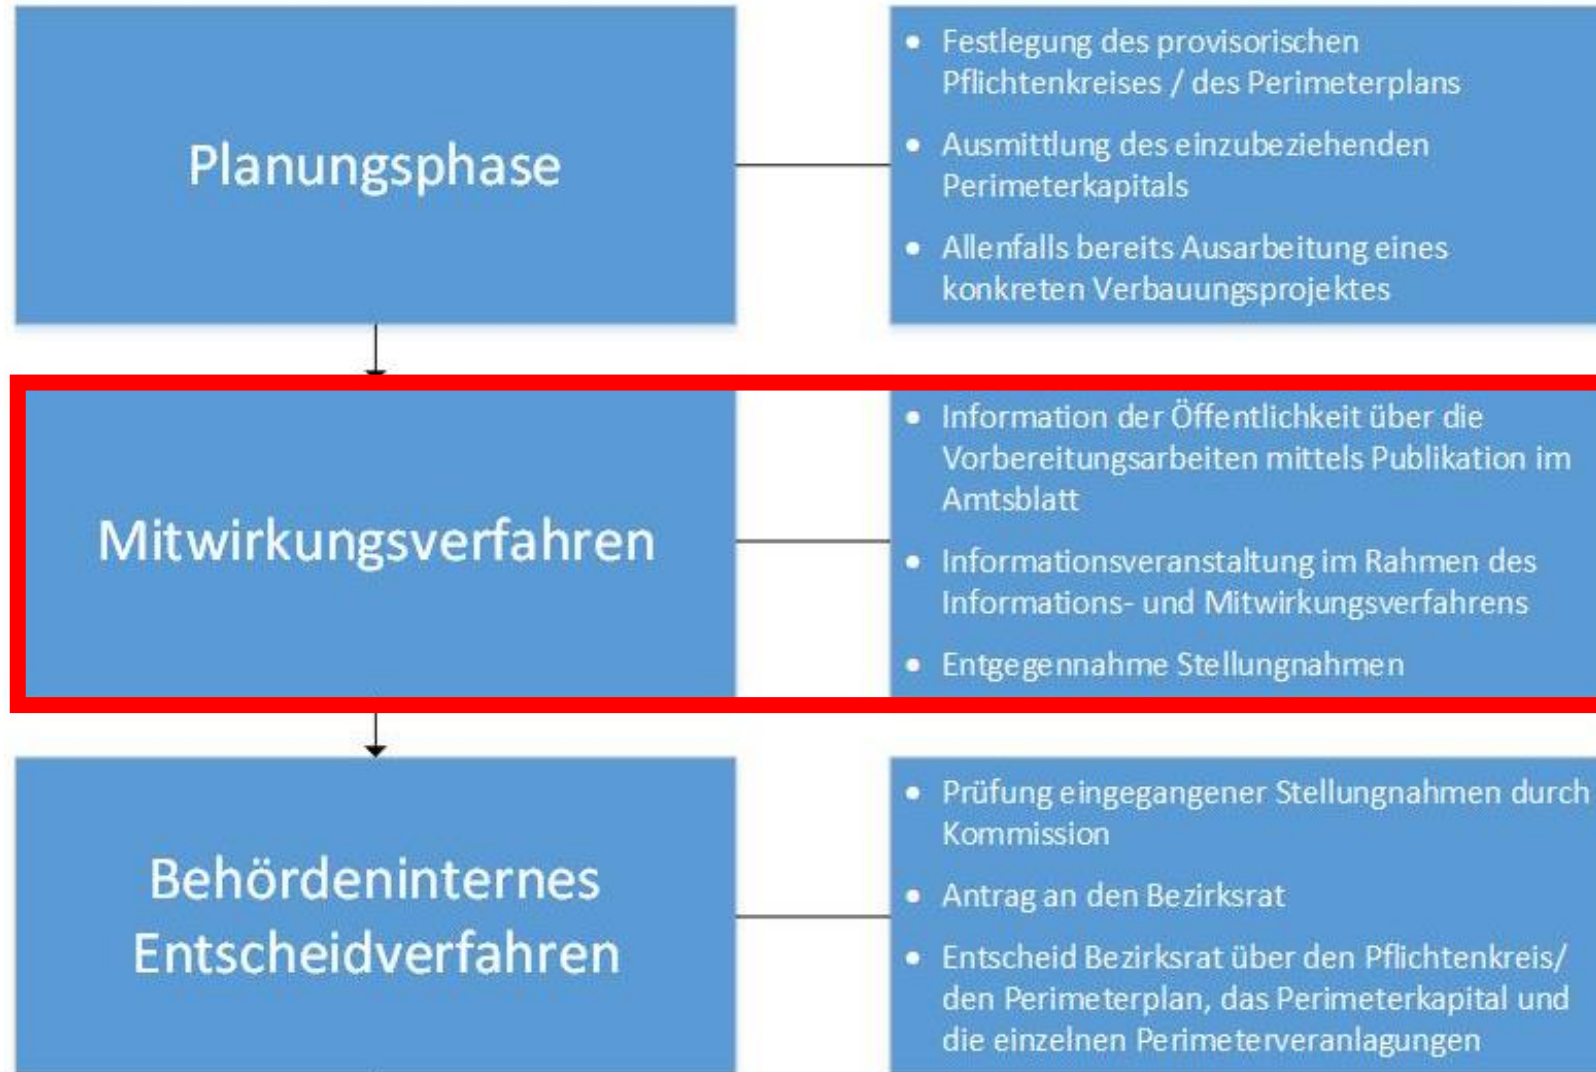 Planungsphase
• Festlegung des provisorischen
Pflichtenkreises / des Perimeterplans
• Ausmittlung des einzubeziehenden
Perimeterkapitals
• Allenfalls bereits Ausarbeitung eines
konkreten Verbauungsprojektes
Mitwirkungsverfahren
• Information der Öffentlichkeit über die
Vorbereitungsarbeiten mittels Publikation im
Amtsblatt
• Informationsveranstaltung im Rahmen des
Informations- und Mitwirkungsverfahrens
• Entgegennahme Stellungnahmen
Behördeninternes
Entscheidverfahren
• Prüfung eingegangener Stellungnahmen durch
Kommission
• Antrag an den Bezirksrat
• Entscheid Bezirksrat über den Pflichtenkreis/
den Perimeterplan, das Perimeterkapital und
die einzelnen Perimeterveranlagungen